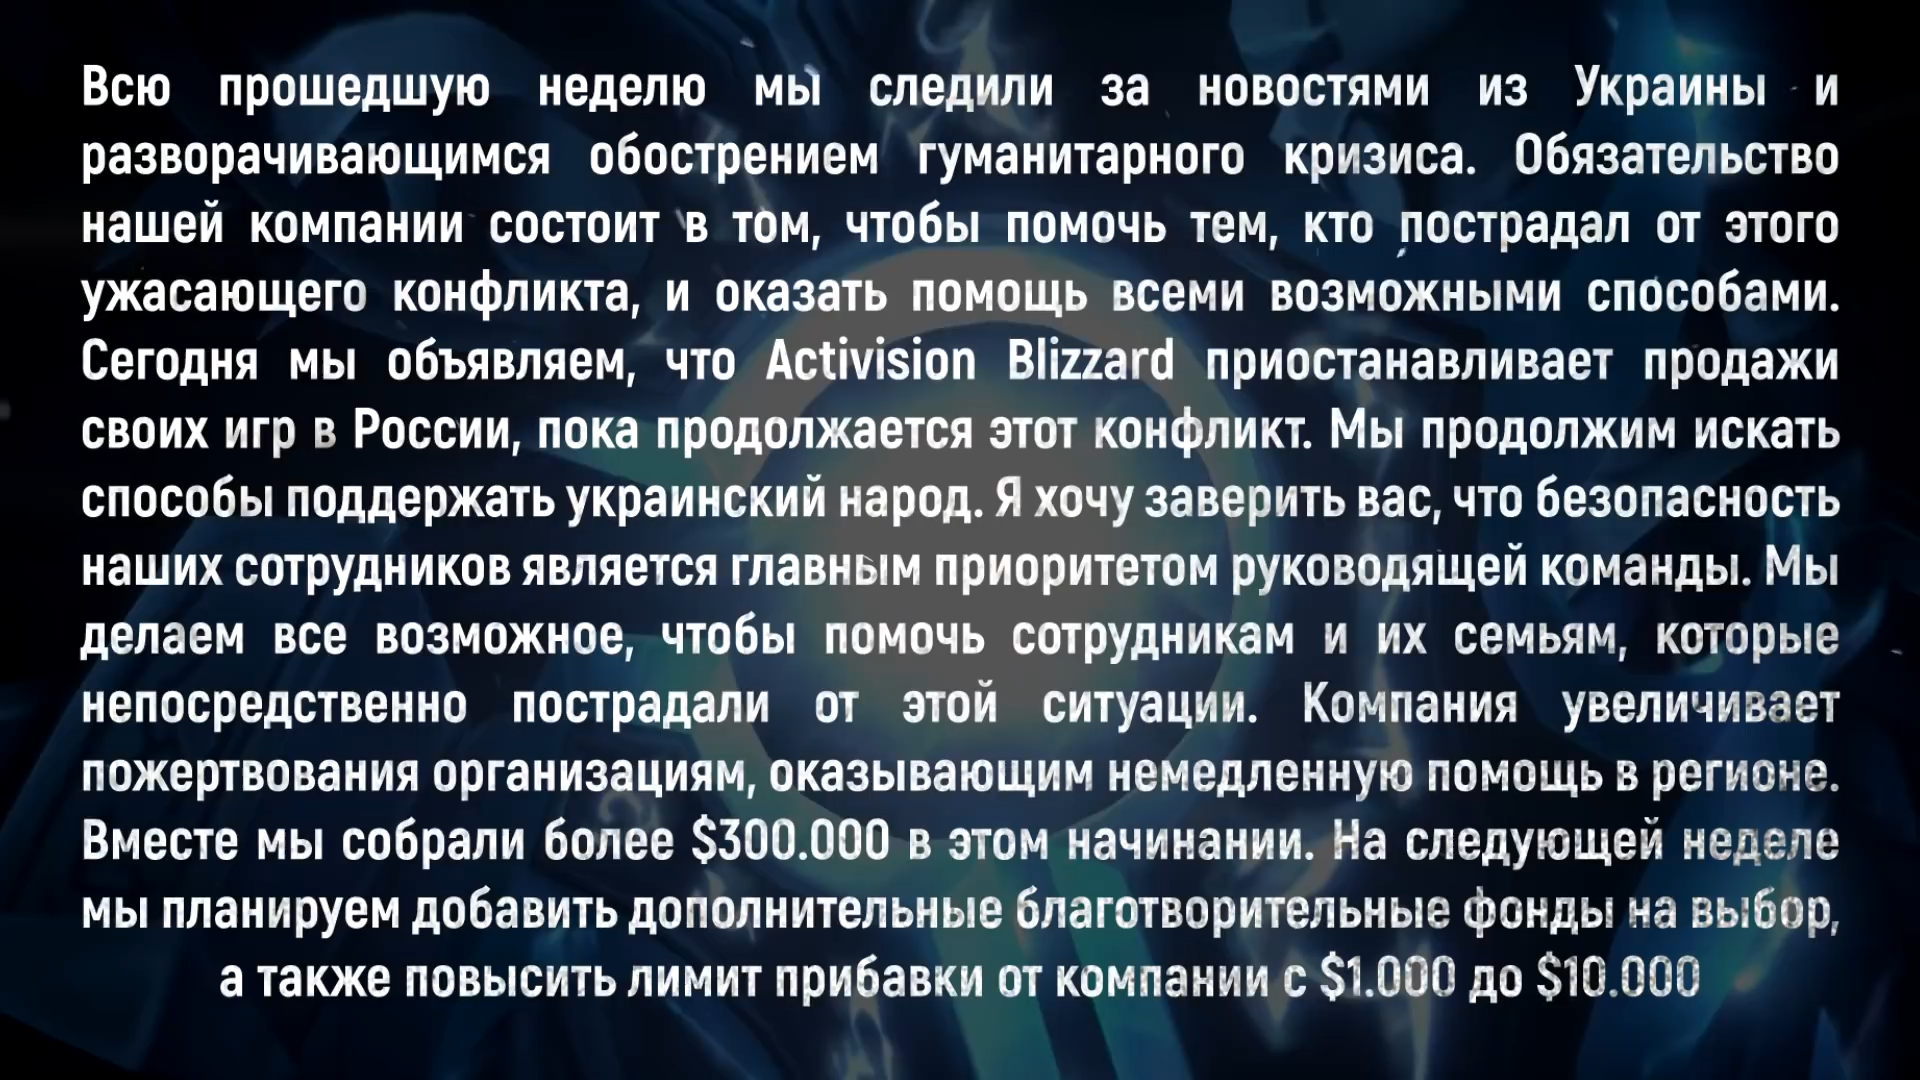 Всю прошедшую неделю мы следили за новостями из Украины и
разворачивающимся обострением гуманитарного кризиса. Обязательство
нашей компании состоит в том, чтобы помочь тем, кто пострадал от этого
ужасающего конфликта, и оказать помощь всеми возможными способами.
Сегодня мы объявляем, что Activision Blizzard приостанавливает продажи
своих игр в России, пока продолжается этот конфликт. Мы продолжим искать
способы поддержать украинский народ. Я хочу заверить вас, что безопасность
наших сотрудников является главным приоритетом руководящей команды. Мы
делаем все возможное, чтобы помочь сотрудникам и их семьям, которые
непосредственно пострадали от этой ситуации. Компания увеличивает
пожертвования организациям, оказывающим немедленную помощь в регионе.
Вместе мы собрали более $300.000 в этом начинании. На следующей неделе
мы планируем добавить дополнительные благотворительные фонды на выбор,
а также повысить лимит прибавки от компании с $1.000 до $10.000